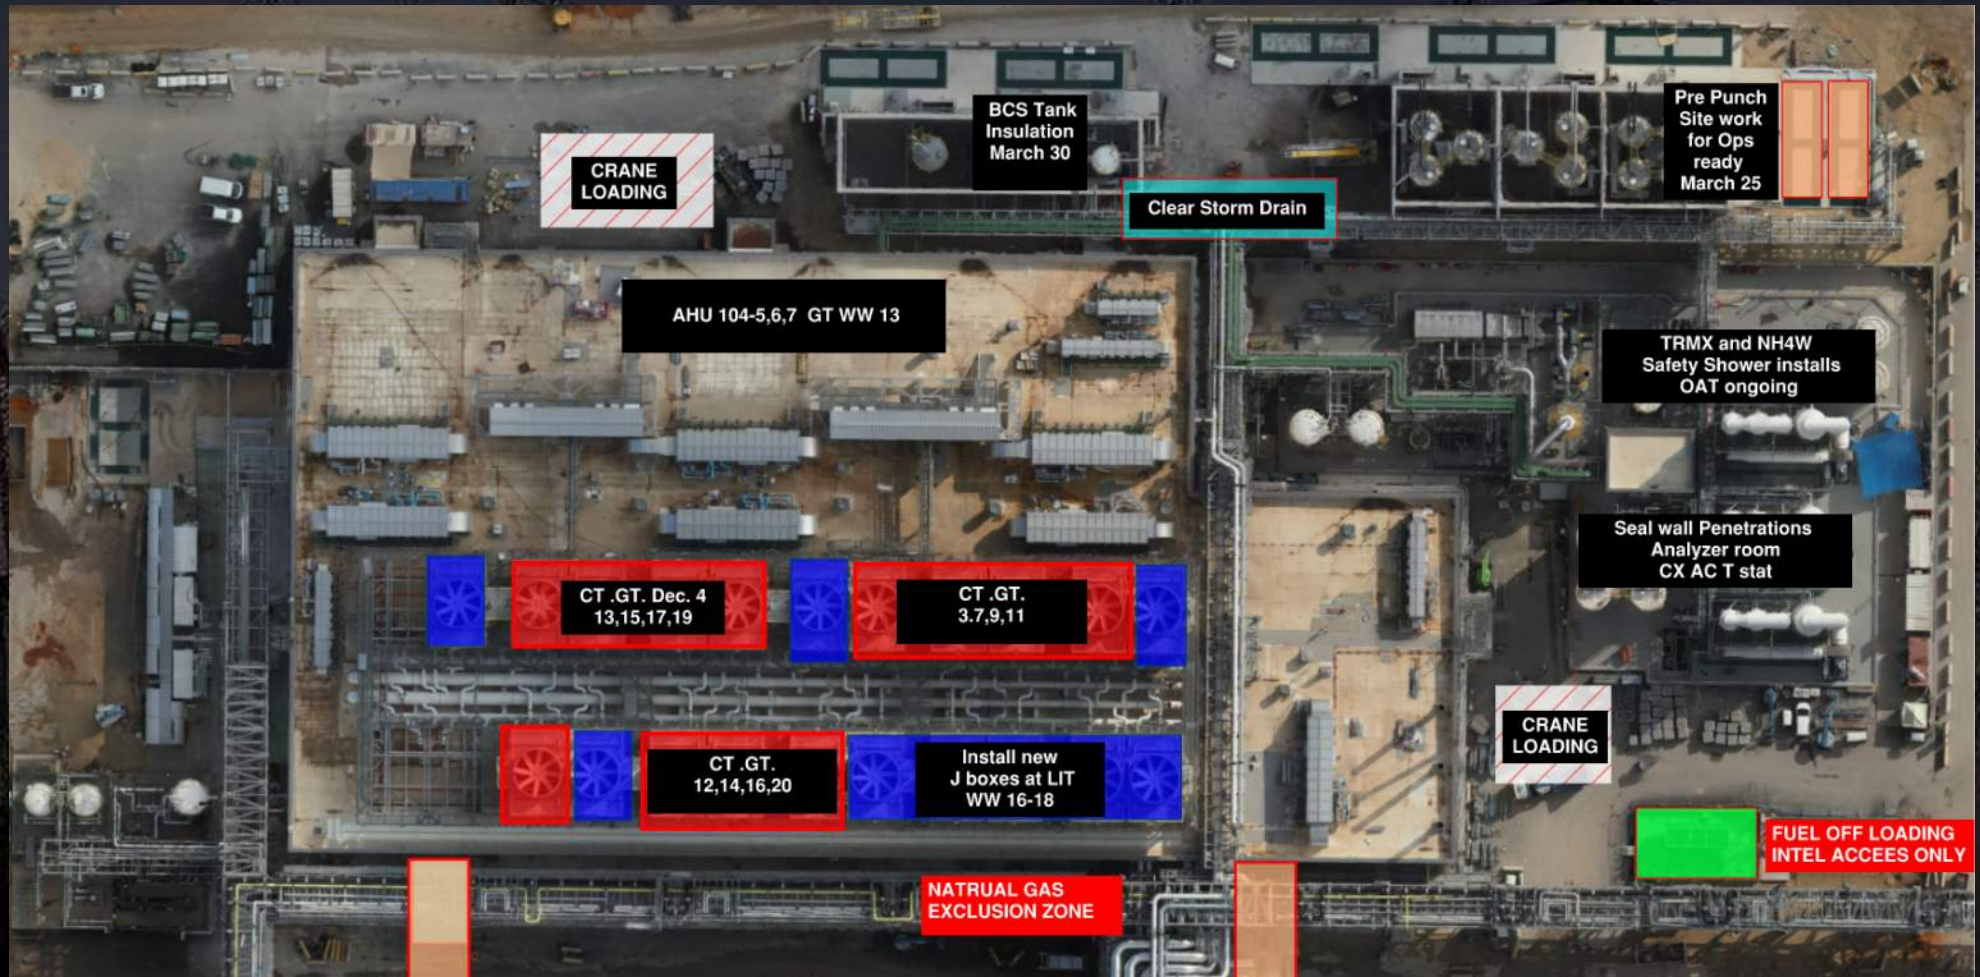 BCS Tank
Insulation
March 30
Pre Punch
Site work
for Ops
ready
March 25
CRANE
LOADING
Clear Storm Drain
AHU 104-5,6,7  GT WW 13
TRMX and NH4W
Safety Shower installs
OAT ongoing
Seal wall Penetrations
Analyzer room
CX AC T stat
CT .GT. Dec. 4
13,15,17,19
CT .GT.
3.7,9,11
CRANE
LOADING
CT .GT.
12,14,16,20
Install new
J boxes at LIT
WW 16-18
FUEL OFF LOADING
INTEL ACCEES ONLY
NATRUAL GAS
EXCLUSION ZONE